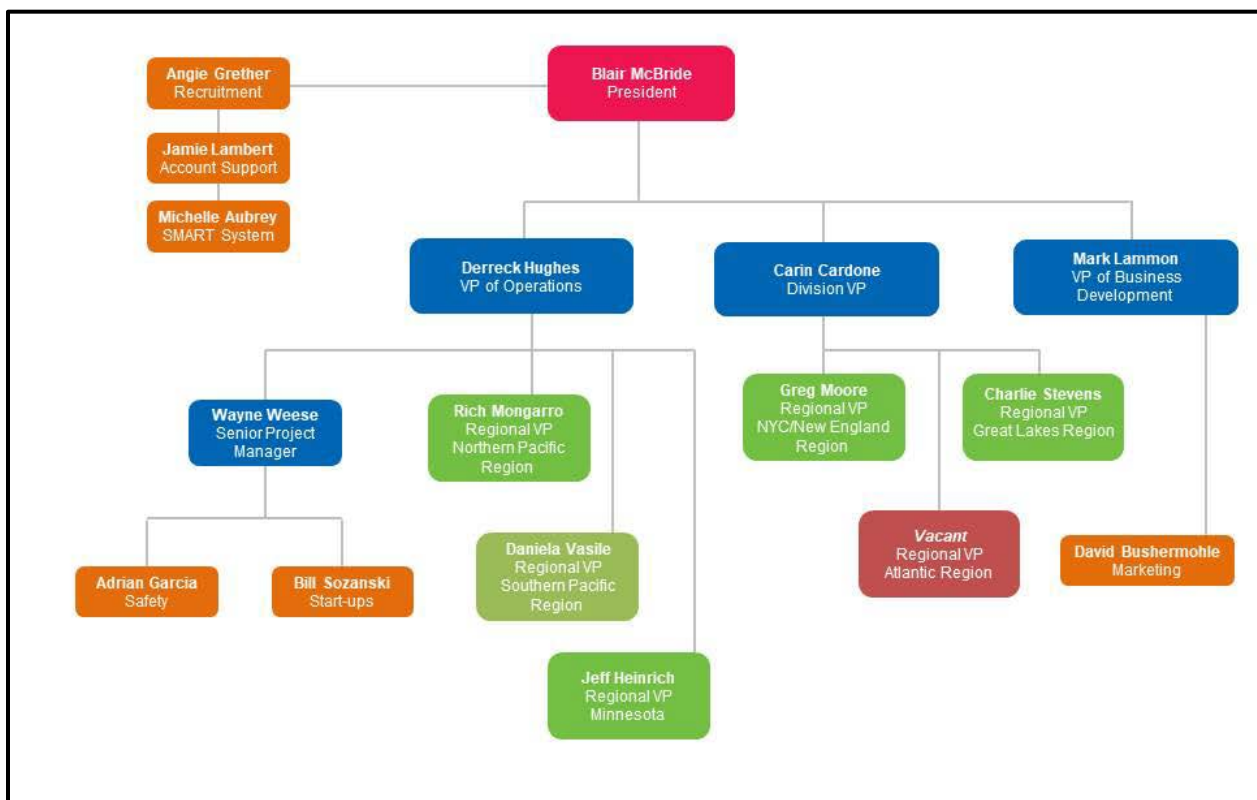 Angie Grether
Recruitment
Blair McBride
President
Jamie Lambert
Account Support
Michelle Aubrey
SMART System
Derreck Hughes
VP of Operations
Carin Cardone
Division VP
Mark Lammon
VP of Business
Development
Wayne Weese
Senior Project
Manager
Rich Mongarro
Regional VP
Northern Pacific
Region
Greg Moore
Regional VP
NYC/New England
Region
Charlie Stevens
Regional VP
Great Lakes Region
Adrian Garcia
Safety
Bill Sozanski
Start-ups
Daniela Vasile
Regional VP
Southern Pacific
Region
Vacant
Regional VP
Atlantic Region
David Bushermohle
Marketing
Jeff Heinrich
Regional VP
Minnesota